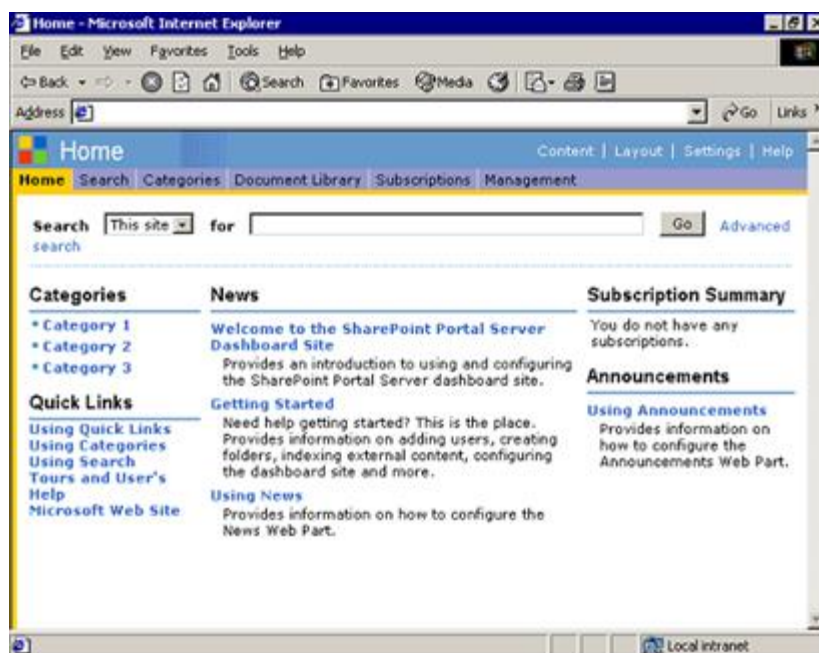 Home - Microsoft Internet Explorer
File Edit View Favorites Tools Help
Back Search Favorites Media
Address Go Links
Home Content | Layout | Settings | Help
Home Search Categories Document Library Subscriptions Management
Search This site for Go Advanced
search
Categories
Category 1
Category 2
Category 3
Quick Links
Using Quick Links
Using Categories
Using Search
Tours and User's
Help
Microsoft Web Site
News
Welcome to the SharePoint Portal Server
Dashboard Site
Provides an introduction to using and configuring
the SharePoint Portal Server dashboard site.
Getting Started
Need help getting started? This is the place.
Provides information on adding users, creating
folders, indexing external content, configuring
the dashboard site and more.
Using News
Provides information on how to configure the
News Web Part.
Subscription Summary
You do not have any
subscriptions.
Announcements
Using Announcements
Provides information on
how to configure the
Announcements Web Part.
Local intranet